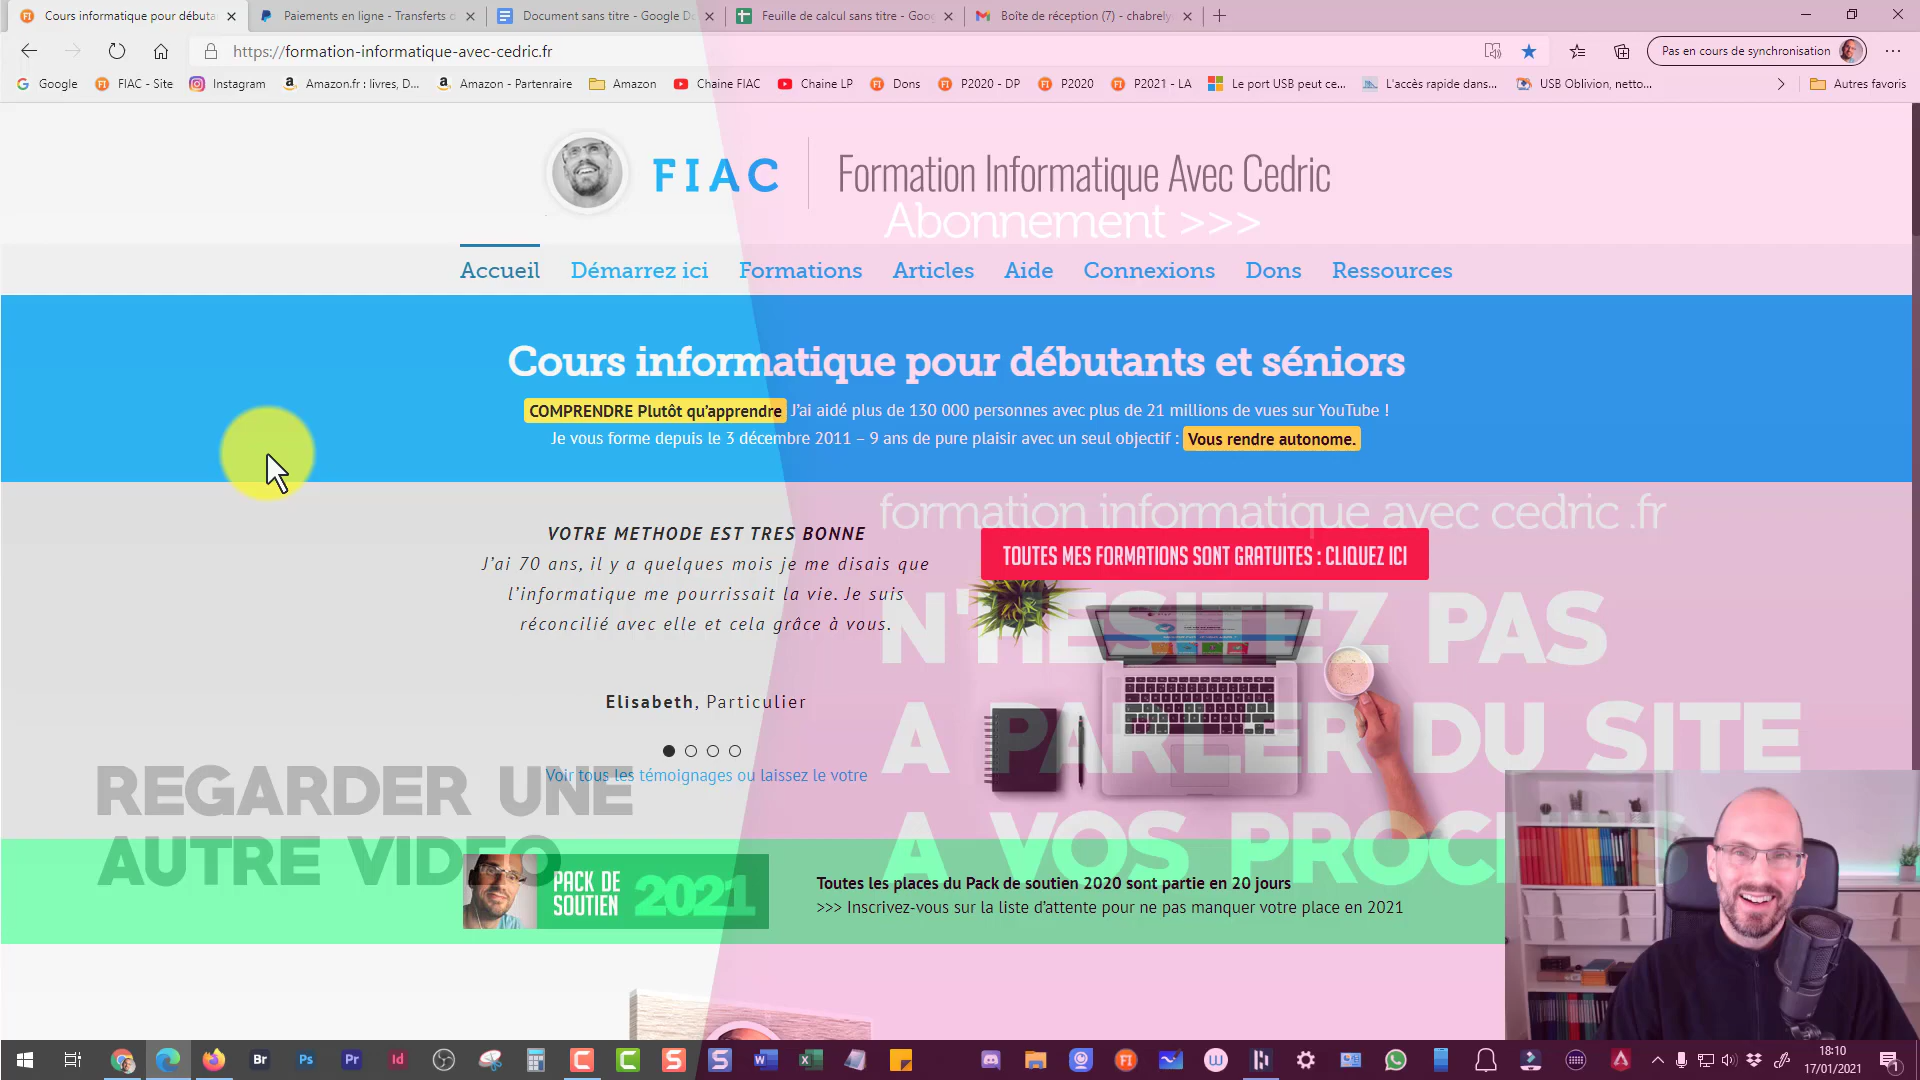 Cours informatique pour débuta
Paiements en ligne - Transferts d
Document sans titre - Google Do
Feuille de calcul sans titre - Goog
Boîte de réception (7) - chabrely
https://formation-informatique-avec-cedric.fr
Pas en cours de synchronisation
Google
FIAC - Site
Instagram
Amazon.fr : livres, D...
Amazon - Partenraire
Amazon
Chaine FIAC
Chaine LP
Dons
P2020 - DP
P2020
P2021 - LA
Le port USB peut ce...
L'accès rapide dans...
USB Oblivion, netto...
Autres favoris
FIAC
Formation Informatique Avec Cedric
Abonnement >>>
Accueil
Démarrez ici
Formations
Articles
Aide
Connexions
Dons
Ressources
Cours informatique pour débutants et séniors
COMPRENDRE Plutôt qu'apprendre J'ai aidé plus de 130 000 personnes avec plus de 21 millions de vues sur YouTube !
Je vous forme depuis le 3 décembre 2011 – 9 ans de pure plaisir avec un seul objectif : Vous rendre autonome.
formation informatique avec cedric .fr
VOTRE METHODE EST TRES BONNE
J'ai 70 ans, il y a quelques mois je me disais que
l'informatique me pourrissait la vie. Je suis
réconcilié avec elle et cela grâce à vous.
Elisabeth, Particulier
Voir tous les témoignages ou laissez le votre
TOUTES MES FORMATIONS SONT GRATUITES : CLIQUEZ ICI
N'HESITEZ PAS
A PARLER DU SITE
A VOS PROCHES
REGARDER UNE
AUTRE VIDEO
PACK DE
SOUTIEN
2021
Toutes les places du Pack de soutien 2020 sont partie en 20 jours
>>> Inscrivez-vous sur la liste d'attente pour ne pas manquer votre place en 2021
Br
Ps
Pr
Id
18:10
17/01/2021
1